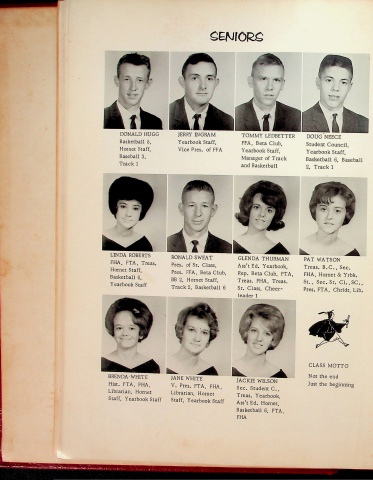 SENIORS
DONALD HUGG
Basketball 5,
Hornet Staff,
Baseball 3,
Track 1
JERRY INGRAM
Yearbook Staff,
Vice Pres. of FFA
TOMMY LEDBETTER
FFA, Beta Club,
Yearbook Staff,
Manager of Track
and Basketball
DOUG NEECE
Student Council,
Yearbook Staff,
Basketball 6, Baseball
2, Track 1
LINDA ROBERTS
FHA, FTA, Treas,
Hornet Staff,
Basketball 6,
Yearbook Staff
RONALD SWEAT
Pres. of Sr. Class,
Pres. FFA, Beta Club,
BB 2, Hornet Staff,
Track 2, Basketball 6
GLENDA THURMAN
Ass't Ed. Yearbook,
Rep. Beta Club, FTA,
Treas, FHA, Treas,
Sr. Class, Cheer-
leader 1
PAT WATSON
Treas. B.C., Sec.
FHA, Hornet & Yrbk.
St., Sec. Sr. Cl., SC.,
Pres, FTA, Chrldr, Lib.
BRENDA WHITE
Hist. FTA, FHA,
Librarian, Hornet
Staff, Yearbook Staff
JANE WHITE
V. Pres. FTA, FHA,
Librarian, Hornet
Staff, Yearbook Staff
JACKIE WILSON
Sec. Student C.,
Treas, Yearbook,
Ass't Ed, Hornet,
Basketball 6, FTA,
FHA
CLASS MOTTO
Not the end
Just the beginning